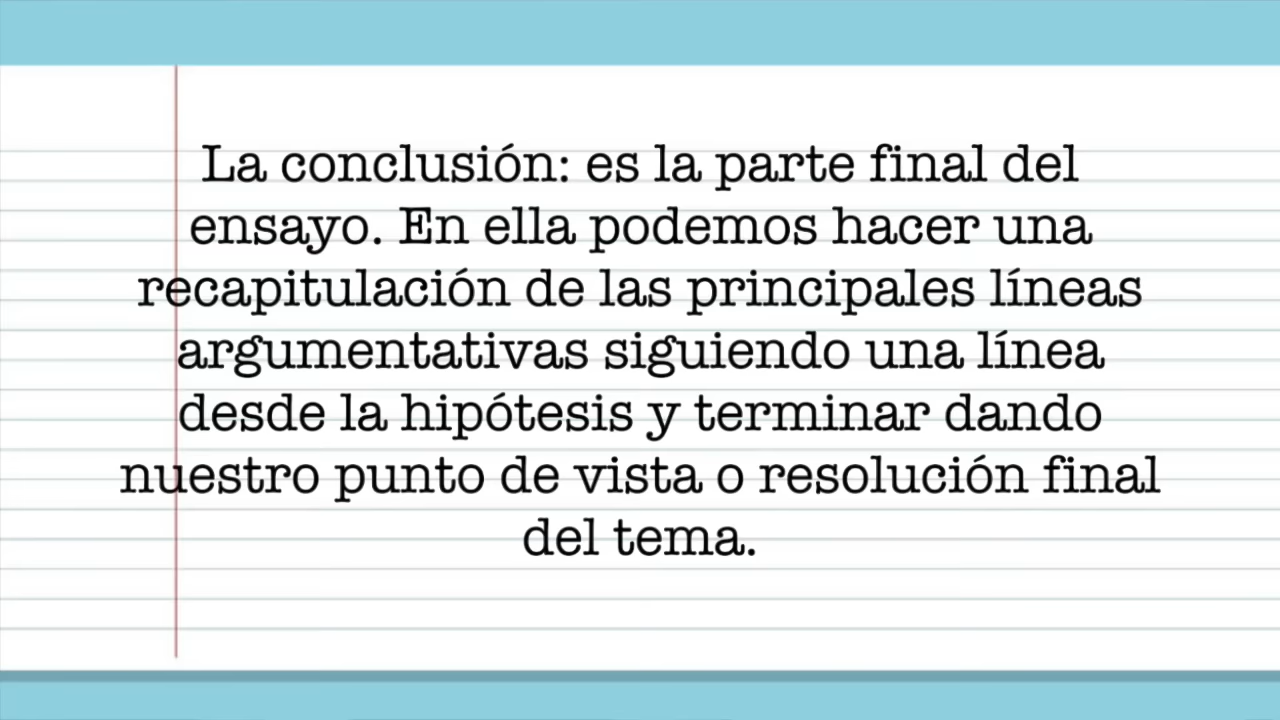 La conclusión: es la parte final del
ensayo. En ella podemos hacer una
recapitulación de las principales líneas
argumentativas siguiendo una línea
desde la hipótesis y terminar dando
nuestro punto de vista o resolución final
del tema.